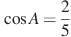 cos A = 2/5